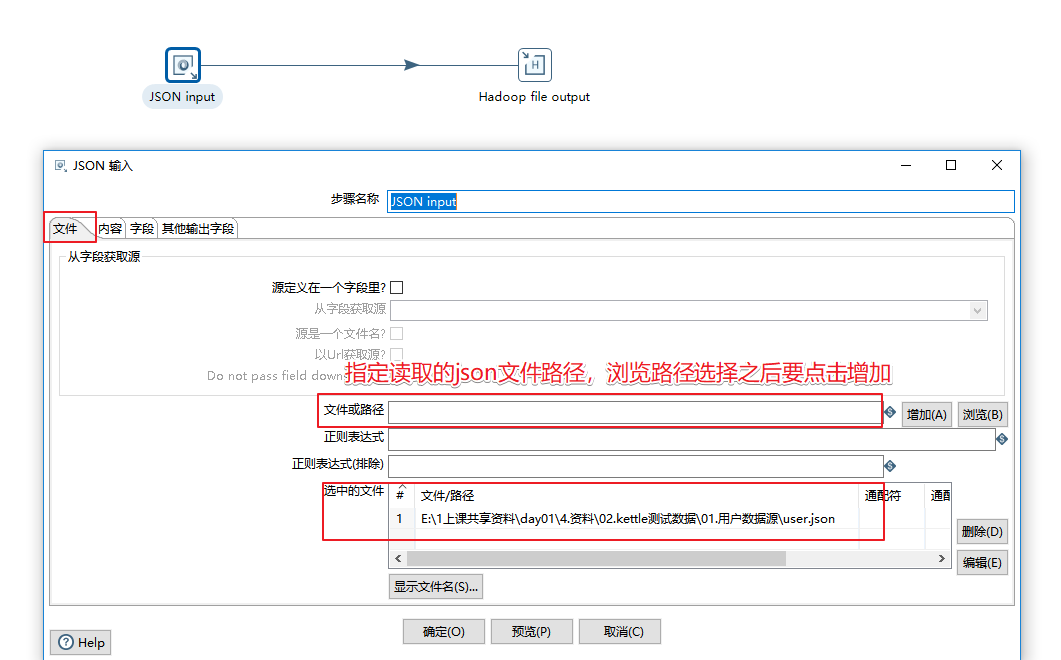 JSON input
Hadoop file output
JSON 输入
步骤名称 JSON input
文件 内容 字段 其他输出字段
从字段获取源
源定义在一个字段里?
从字段获取源
源是一个文件名?
以Url获取源?
Do not pass field down
指定读取的json文件路径，浏览路径选择之后要点击增加
文件或路径 增加(A) 浏览(B)
正则表达式
正则表达式(排除)
选中的文件 # 文件/路径 通配符 通配
1 E:\1上课共享资料\day01\4.资料\02.kettle测试数据\01.用户数据源\user.json
删除(D)
编辑(E)
显示文件名(S)...
确定(O) 预览(P) 取消(C)
Help